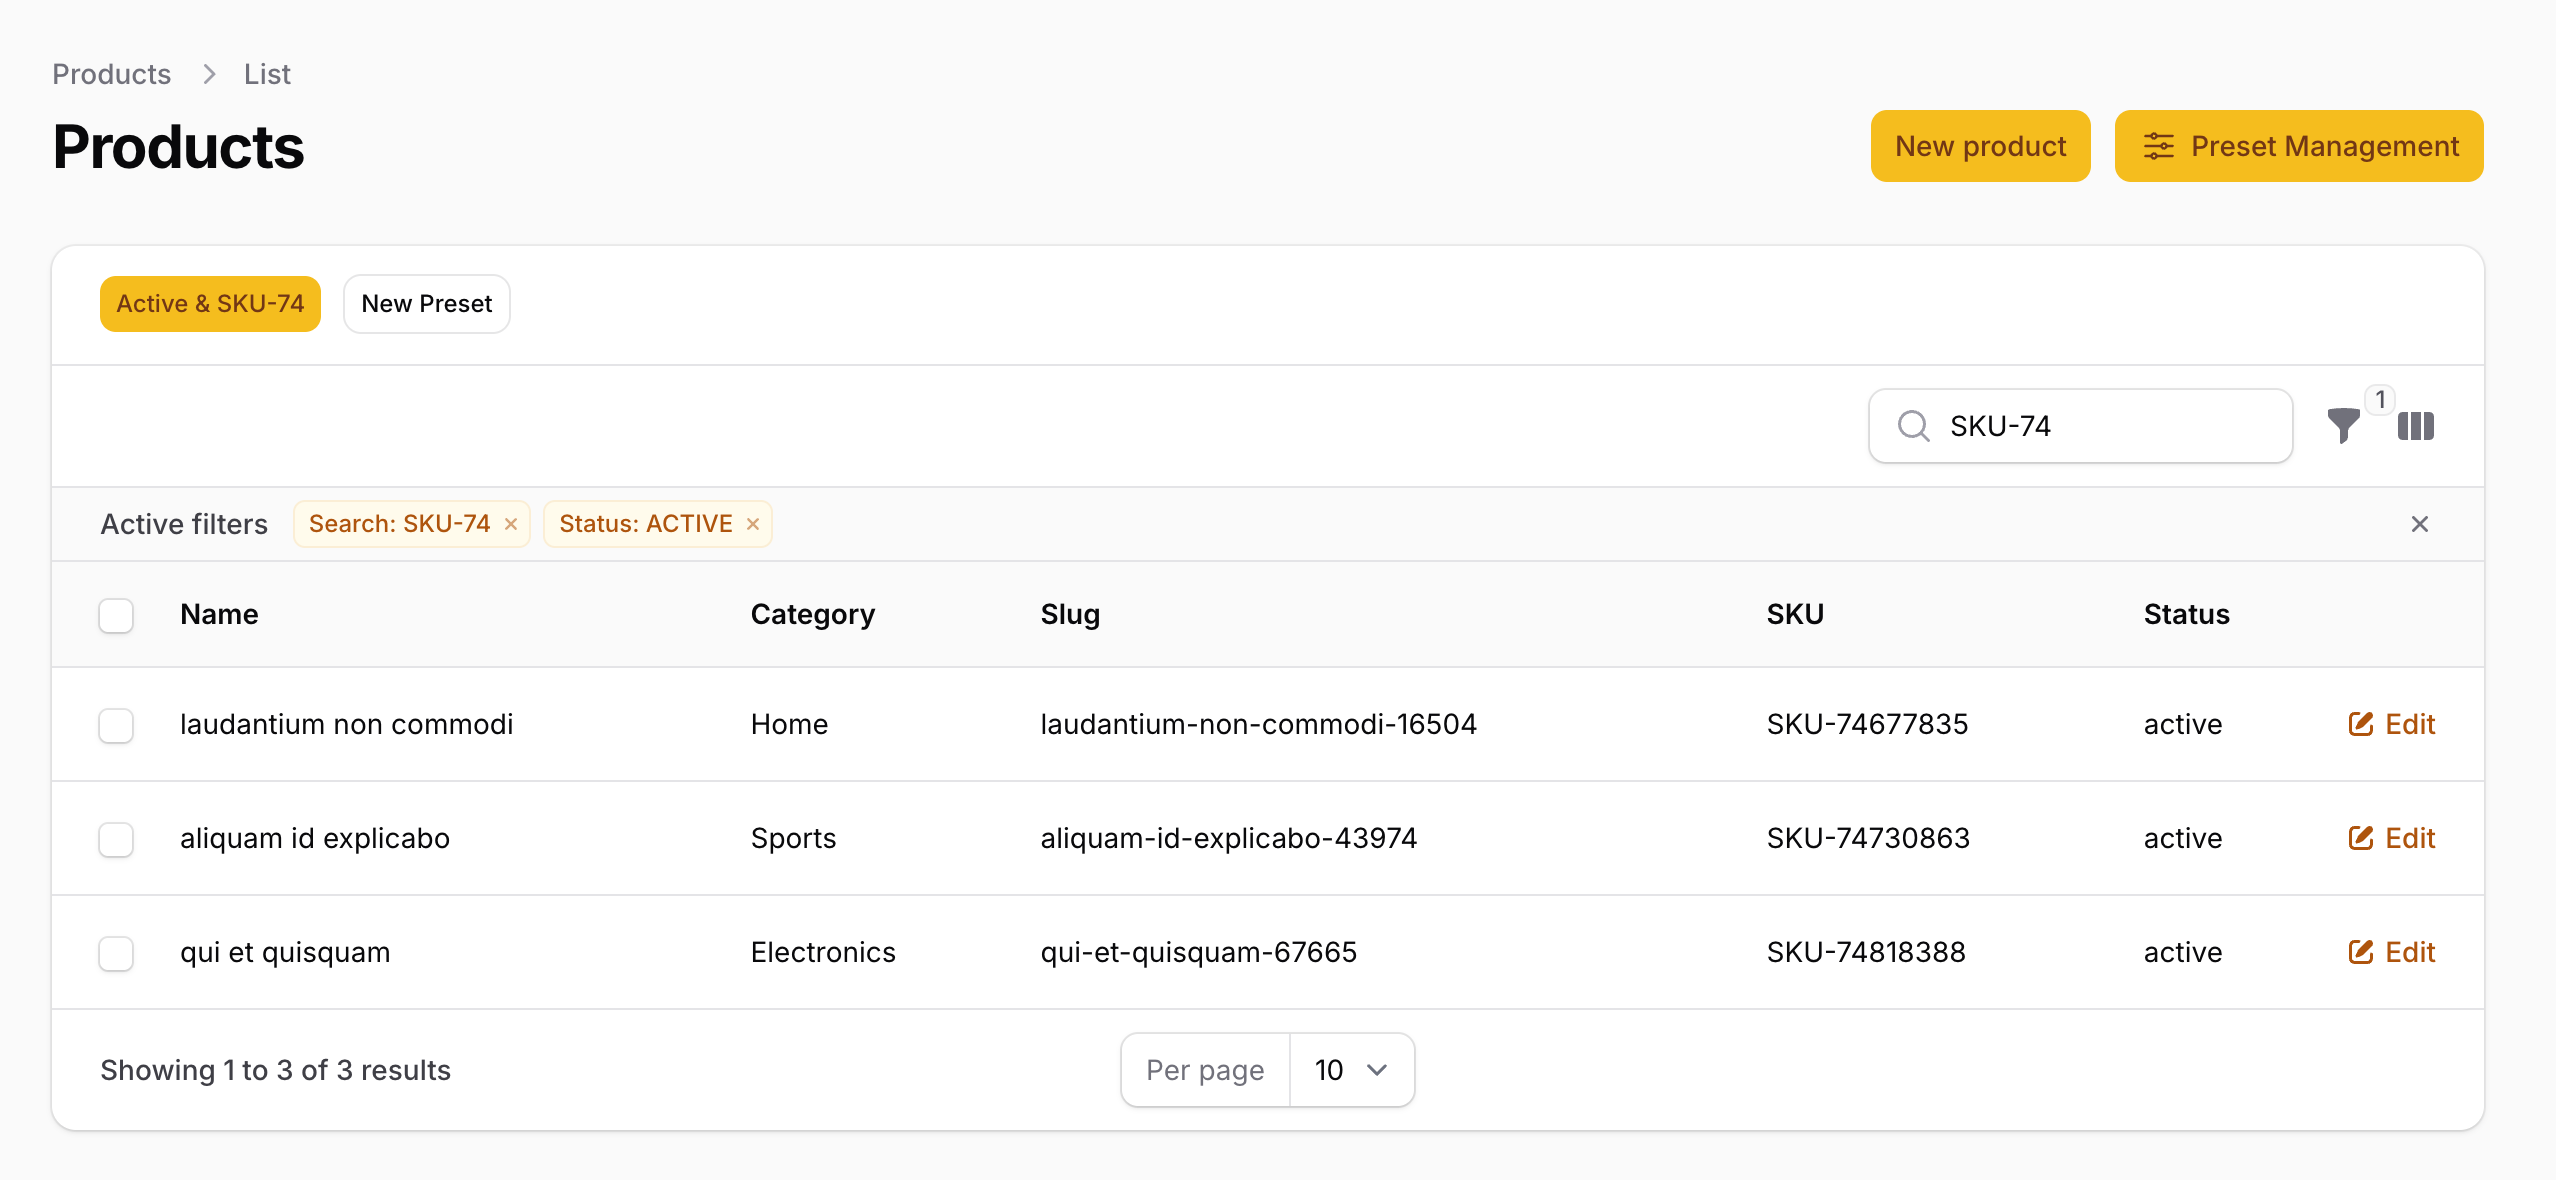 Products > List
Products
New product
Preset Management
Active & SKU-74
New Preset
SKU-74
1
Active filters
Search: SKU-74 ×
Status: ACTIVE ×
×
Name Category Slug SKU Status
laudantium non commodi Home laudantium-non-commodi-16504 SKU-74677835 active Edit
aliquam id explicabo Sports aliquam-id-explicabo-43974 SKU-74730863 active Edit
qui et quisquam Electronics qui-et-quisquam-67665 SKU-74818388 active Edit
Showing 1 to 3 of 3 results
Per page 10